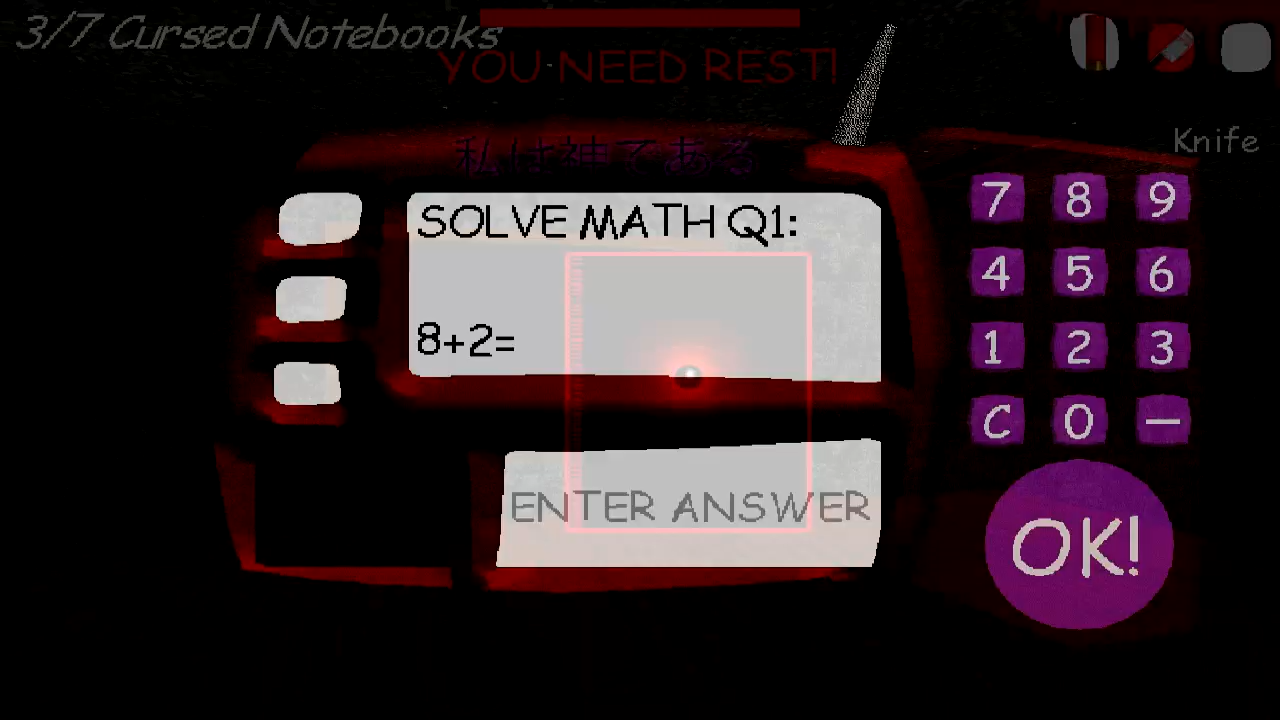 3/7 Cursed Notebooks
YOU NEED REST!
Knife
私は神である
SOLVE MATH Q1:
8+2=
ENTER ANSWER
7 8 9
4 5 6
1 2 3
C 0 —
OK!